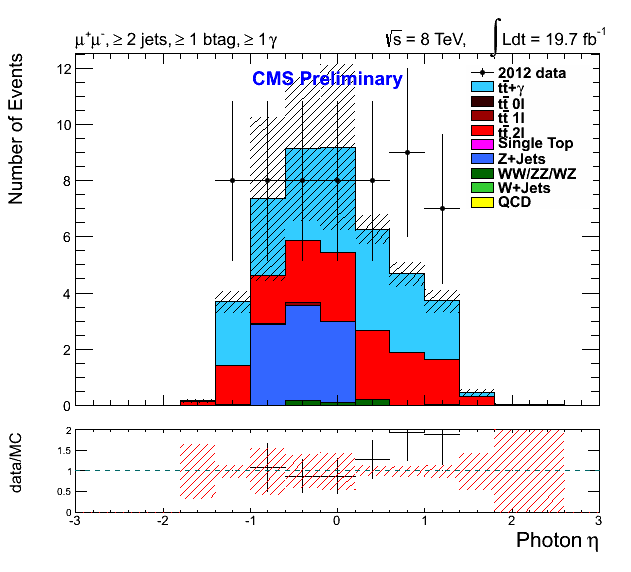 μ⁺μ⁻, ≥ 2 jets, ≥ 1 btag, ≥ 1 γ
√s = 8 TeV, ∫ Ldt = 19.7 fb⁻¹
Number of Events
12
10
8
6
4
2
0
CMS Preliminary
2012 data
tt̄+γ
tt̄ 0l
tt̄ 1l
tt̄ 2l
Single Top
Z+Jets
WW/ZZ/WZ
W+Jets
QCD
data/MC
2
1.5
1
0.5
0
-3 -2 -1 0 1 2 3
Photon η